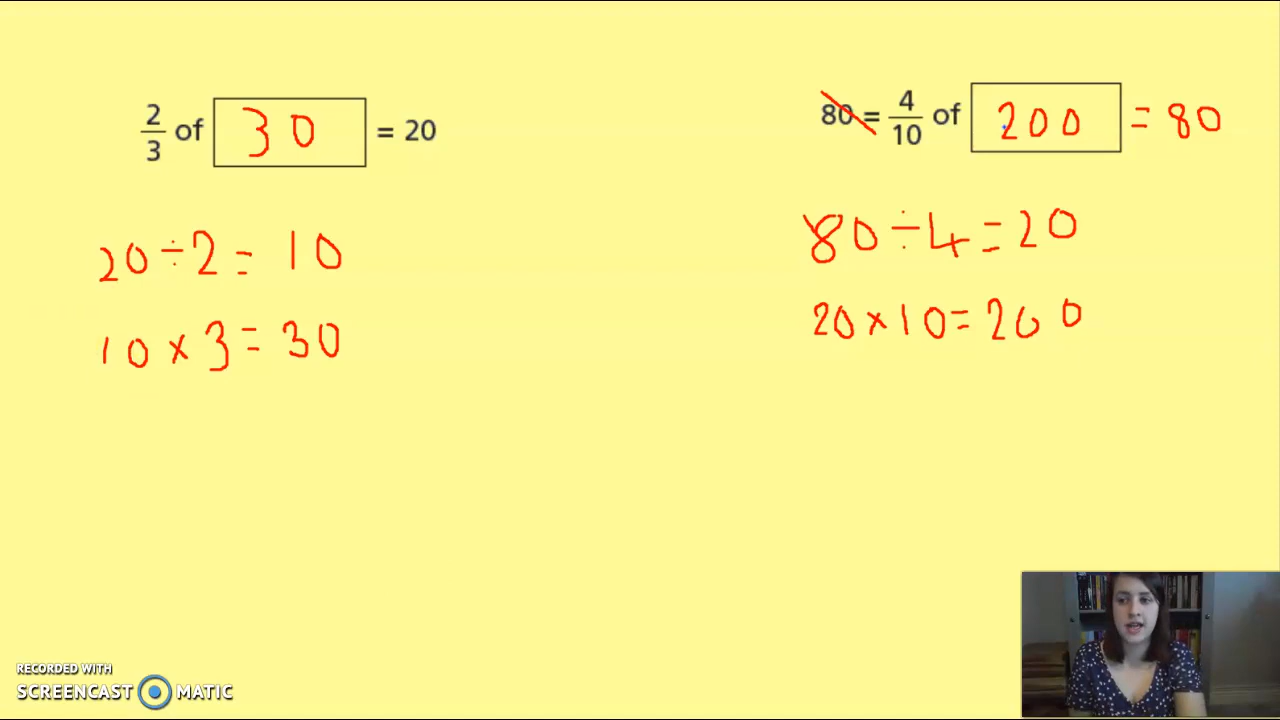 2/3 of 30 = 20
20 ÷ 2 = 10
10 × 3 = 30
80 = 4/10 of 200 = 80
80 ÷ 4 = 20
20 × 10 = 200
RECORDED WITH
SCREENCAST MATIC